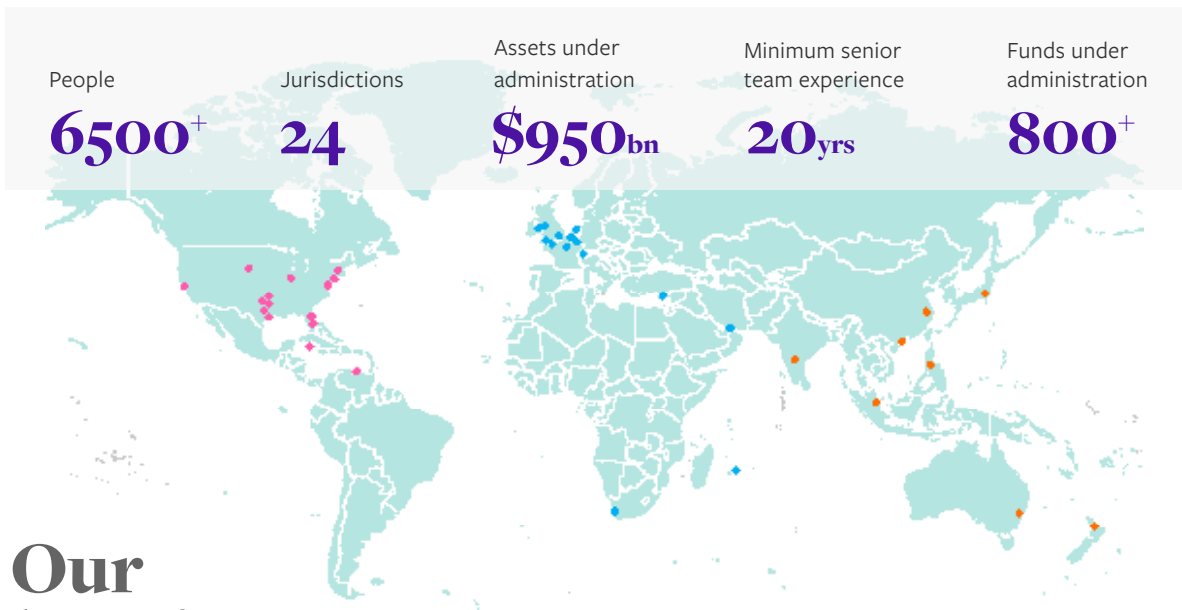 People
6500+
Jurisdictions
24
Assets under
administration
$950bn
Minimum senior
team experience
20yrs
Funds under
administration
800+
Our